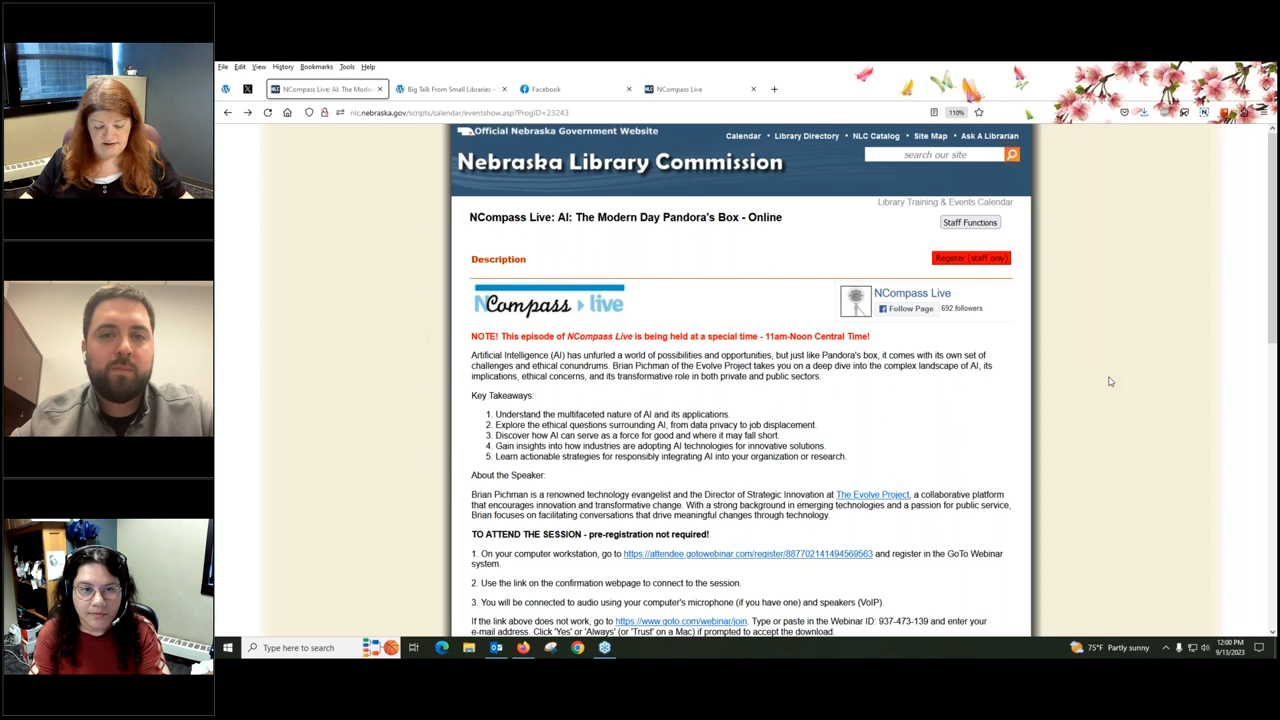 File Edit View History Bookmarks Tools Help
NCompass Live: AI: The Moder
Big Talk From Small Libraries -
Facebook
NCompass Live
nlc.nebraska.gov/scripts/calendar/eventshow.asp?ProgID=23243
110%
Official Nebraska Government Website
Calendar • Library Directory • NLC Catalog • Site Map • Ask A Librarian
Nebraska Library Commission
search our site
Library Training & Events Calendar
NCompass Live: AI: The Modern Day Pandora's Box - Online
Staff Functions
Description
Register (staff only)
NCompass live
NCompass Live
Follow Page 692 followers
NOTE! This episode of NCompass Live is being held at a special time - 11am-Noon Central Time!
Artificial Intelligence (AI) has unfurled a world of possibilities and opportunities, but just like Pandora's box, it comes with its own set of
challenges and ethical conundrums. Brian Pichman of the Evolve Project takes you on a deep dive into the complex landscape of AI, its
implications, ethical concerns, and its transformative role in both private and public sectors.
Key Takeaways:
1. Understand the multifaceted nature of AI and its applications.
2. Explore the ethical questions surrounding AI, from data privacy to job displacement.
3. Discover how AI can serve as a force for good and where it may fall short.
4. Gain insights into how industries are adopting AI technologies for innovative solutions.
5. Learn actionable strategies for responsibly integrating AI into your organization or research.
About the Speaker:
Brian Pichman is a renowned technology evangelist and the Director of Strategic Innovation at The Evolve Project, a collaborative platform
that encourages innovation and transformative change. With a strong background in emerging technologies and a passion for public service,
Brian focuses on facilitating conversations that drive meaningful changes through technology.
TO ATTEND THE SESSION - pre-registration not required!
1. On your computer workstation, go to https://attendee.gotowebinar.com/register/887702141494569563 and register in the GoTo Webinar
system.
2. Use the link on the confirmation webpage to connect to the session.
3. You will be connected to audio using your computer's microphone (if you have one) and speakers (VoIP).
If the link above does not work, go to https://www.goto.com/webinar/join. Type or paste in the Webinar ID: 937-473-139 and enter your
e-mail address. Click 'Yes' or 'Always' (or 'Trust' on a Mac) if prompted to accept the download.
Type here to search
75°F Partly sunny
12:00 PM
9/13/2023